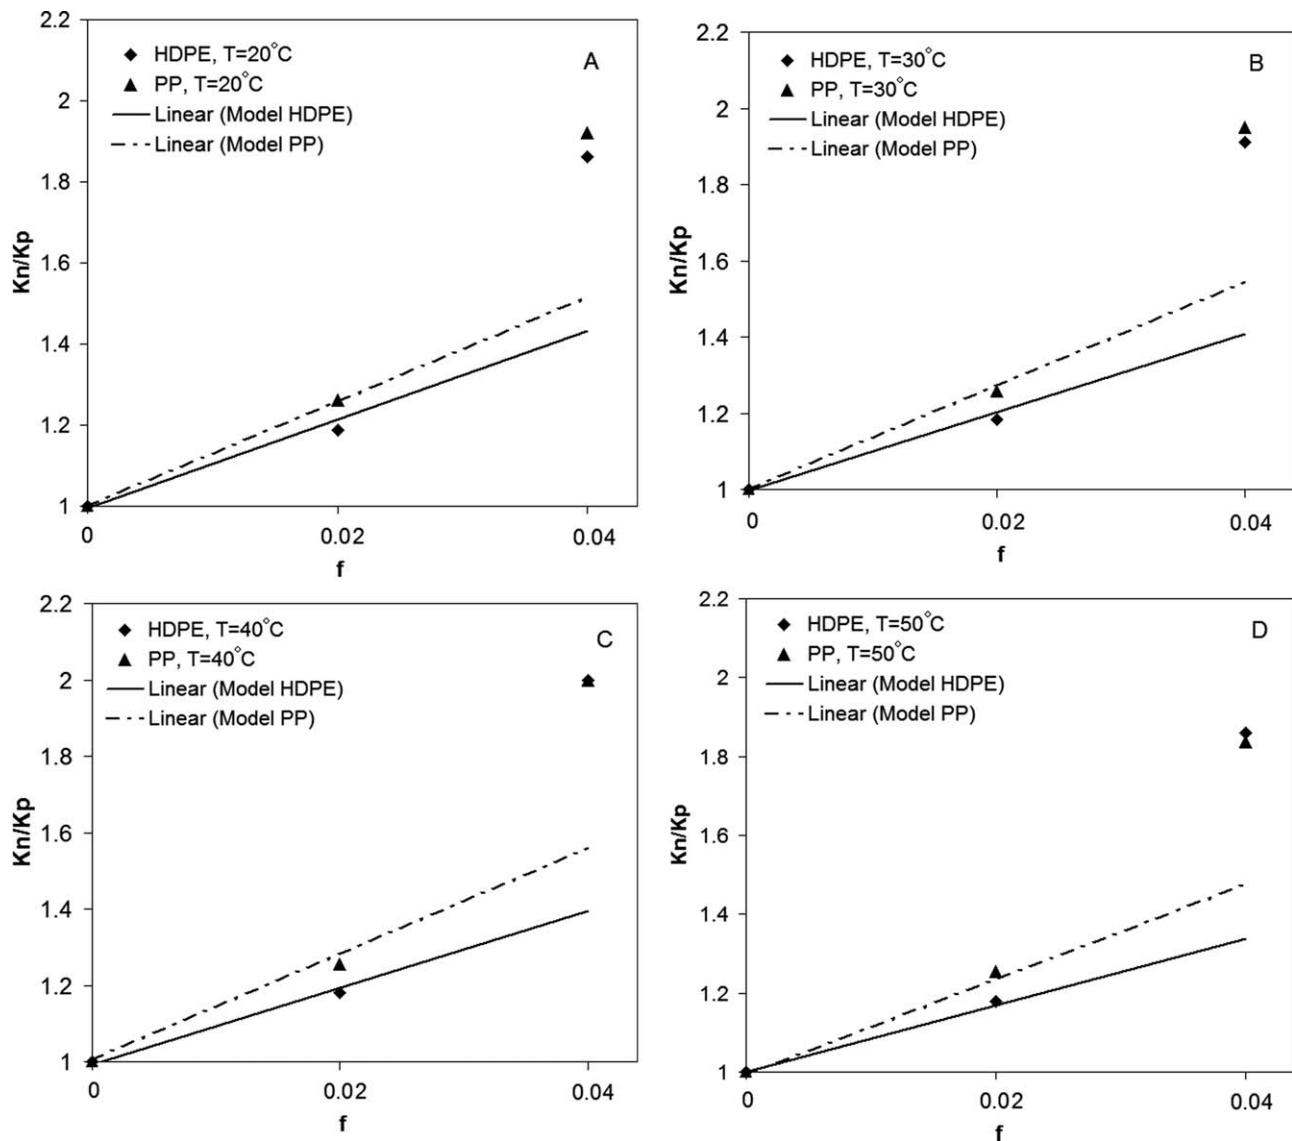 2.2
2
1.8
1.6
1.4
1.2
1
Kn/Kp
HDPE, T=20°C
PP, T=20°C
Linear (Model HDPE)
Linear (Model PP)
A
0
0.02
0.04
f
2.2
2
1.8
1.6
1.4
1.2
1
Kn/Kp
HDPE, T=30°C
PP, T=30°C
Linear (Model HDPE)
Linear (Model PP)
B
0
0.02
0.04
f
2.2
2
1.8
1.6
1.4
1.2
1
Kn/Kp
HDPE, T=40°C
PP, T=40°C
Linear (Model HDPE)
Linear (Model PP)
C
0
0.02
0.04
f
2.2
2
1.8
1.6
1.4
1.2
1
Kn/Kp
HDPE, T=50°C
PP, T=50°C
Linear (Model HDPE)
Linear (Model PP)
D
0
0.02
0.04
f